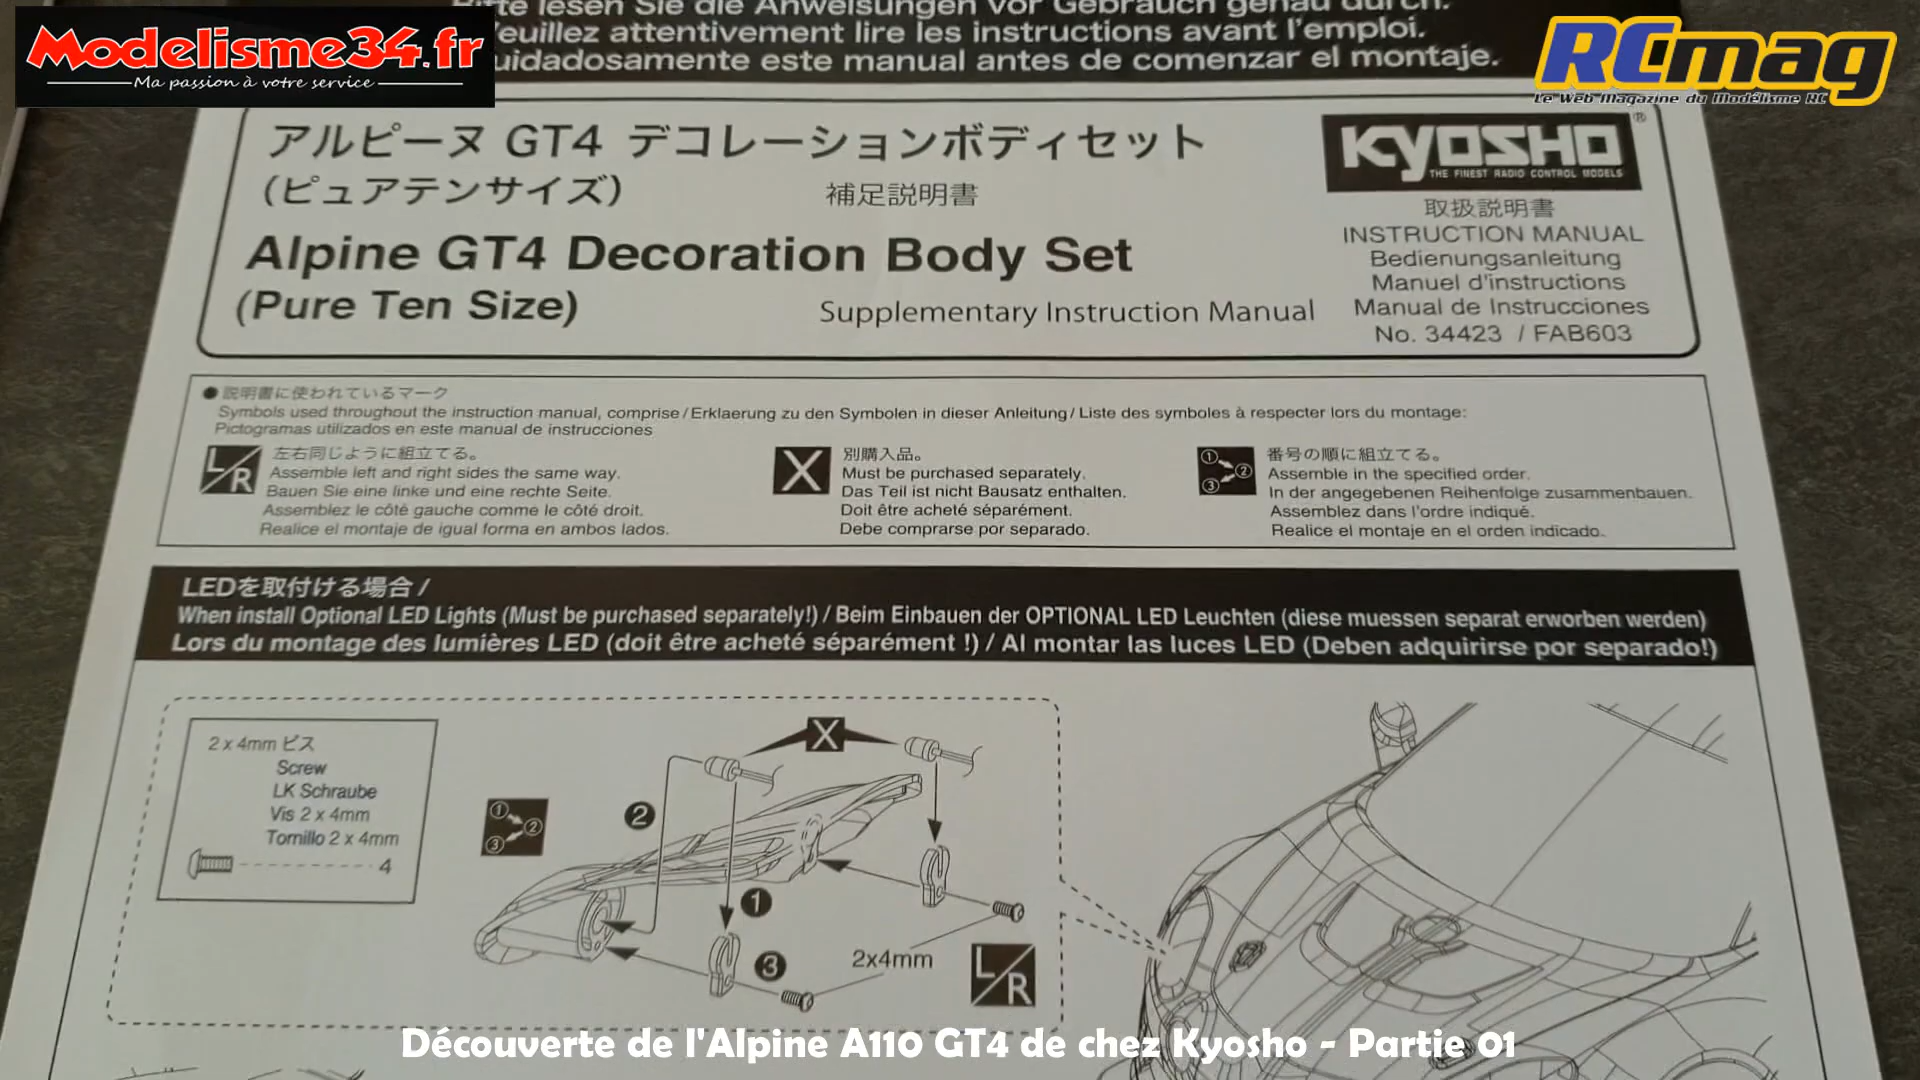 Bitte lesen Sie die Anweisungen vor Gebrauch genau durch.
Veuillez attentivement lire les instructions avant l'emploi.
Cuidadosamente este manual antes de comenzar el montaje.
Modelisme34.fr
Ma passion à votre service
RCmag
Le Web Magazine du Modélisme RC
アルピーヌ GT4 デコレーションボディセット
(ピュアテンサイズ)
補足説明書
Alpine GT4 Decoration Body Set
(Pure Ten Size)
Supplementary Instruction Manual
KYOSHO®
THE FINEST RADIO CONTROL MODELS
取扱説明書
INSTRUCTION MANUAL
Bedienungsanleitung
Manuel d'instructions
Manual de Instrucciones
No. 34423 / FAB603
●説明書に使われているマーク
Symbols used throughout the instruction manual, comprise/Erklaerung zu den Symbolen in dieser Anleitung/Liste des symboles à respecter lors du montage:
Pictogramas utilizados en este manual de instrucciones
L/R
左右同じように組立てる。
Assemble left and right sides the same way.
Bauen Sie eine linke und eine rechte Seite.
Assemblez le côté gauche comme le côté droit.
Realice el montaje de igual forma en ambos lados.
X
別購入品。
Must be purchased separately.
Das Teil ist nicht Bausatz enthalten.
Doit être acheté séparément.
Debe comprarse por separado.
① ② ③
番号の順に組立てる。
Assemble in the specified order.
In der angegebenen Reihenfolge zusammenbauen.
Assemblez dans l'ordre indiqué.
Realice el montaje en el orden indicado.
LEDを取付ける場合 /
When install Optional LED Lights (Must be purchased separately!) / Beim Einbauen der OPTIONAL LED Leuchten (diese muessen separat erworben werden)
Lors du montage des lumières LED (doit être acheté séparément !) / Al montar las luces LED (Deben adquirirse por separado!)
2 x 4mm ビス
Screw
LK Schraube
Vis 2 x 4mm
Tornillo 2 x 4mm
4
① ② ③
X
❷
❶
❸
2x4mm
L/R
Découverte de l'Alpine A110 GT4 de chez Kyosho - Partie 01